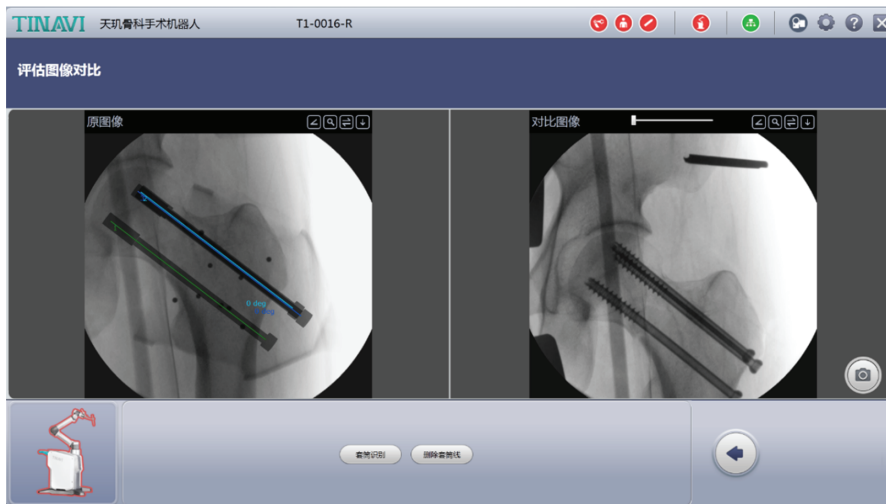 TINAVI 天玑骨科手术机器人 T1-0016-R
评估图像对比
原图像
对比图像
0 deg
套筒识别 删除套筒线